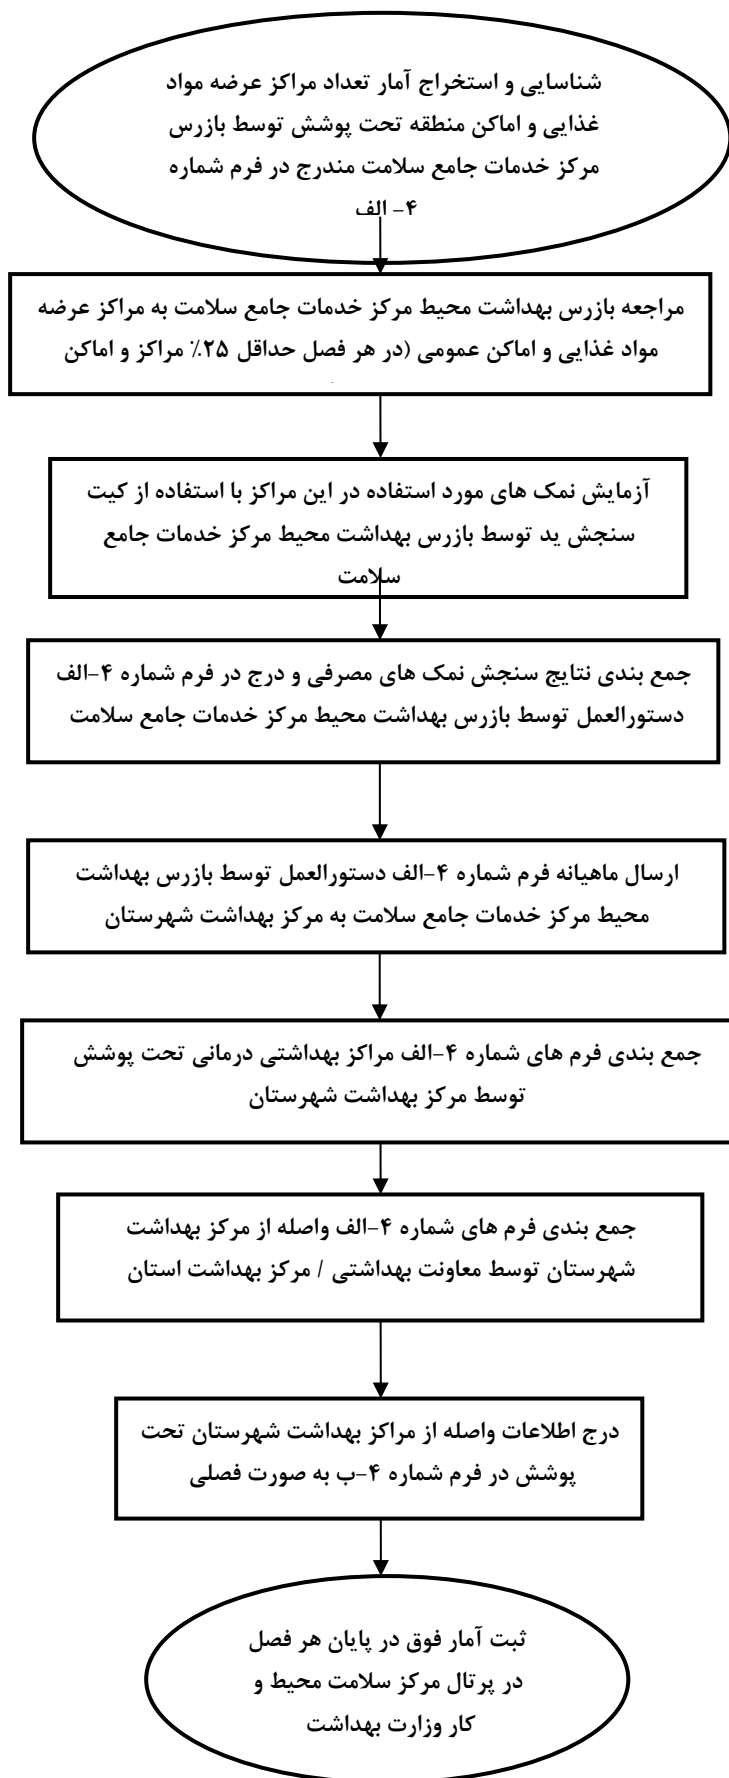 شناسایی و استخراج آمار تعداد مراکز عرضه مواد
غذایی و اماکن منطقه تحت پوشش توسط بازرس
مرکز خدمات جامع سلامت مندرج در فرم شماره
۴- الف
مراجعه بازرس بهداشت محیط مرکز خدمات جامع سلامت به مراکز عرضه
مواد غذایی و اماکن عمومی (در هر فصل حداقل ۲۵٪ مراکز و اماکن
آزمایش نمک های مورد استفاده در این مراکز با استفاده از کیت
سنجش ید توسط بازرس بهداشت محیط مرکز خدمات جامع
سلامت
جمع بندی نتایج سنجش نمک های مصرفی و درج در فرم شماره ۴-الف
دستورالعمل توسط بازرس بهداشت محیط مرکز خدمات جامع سلامت
ارسال ماهیانه فرم شماره ۴-الف دستورالعمل توسط بازرس بهداشت
محیط مرکز خدمات جامع سلامت به مرکز بهداشت شهرستان
جمع بندی فرم های شماره ۴-الف مراکز بهداشتی درمانی تحت پوشش
توسط مرکز بهداشت شهرستان
جمع بندی فرم های شماره ۴-الف واصله از مرکز بهداشت
شهرستان توسط معاونت بهداشتی / مرکز بهداشت استان
درج اطلاعات واصله از مراکز بهداشت شهرستان تحت
پوشش در فرم شماره ۴-ب به صورت فصلی
ثبت آمار فوق در پایان هر فصل
در پرتال مرکز سلامت محیط و
کار وزارت بهداشت